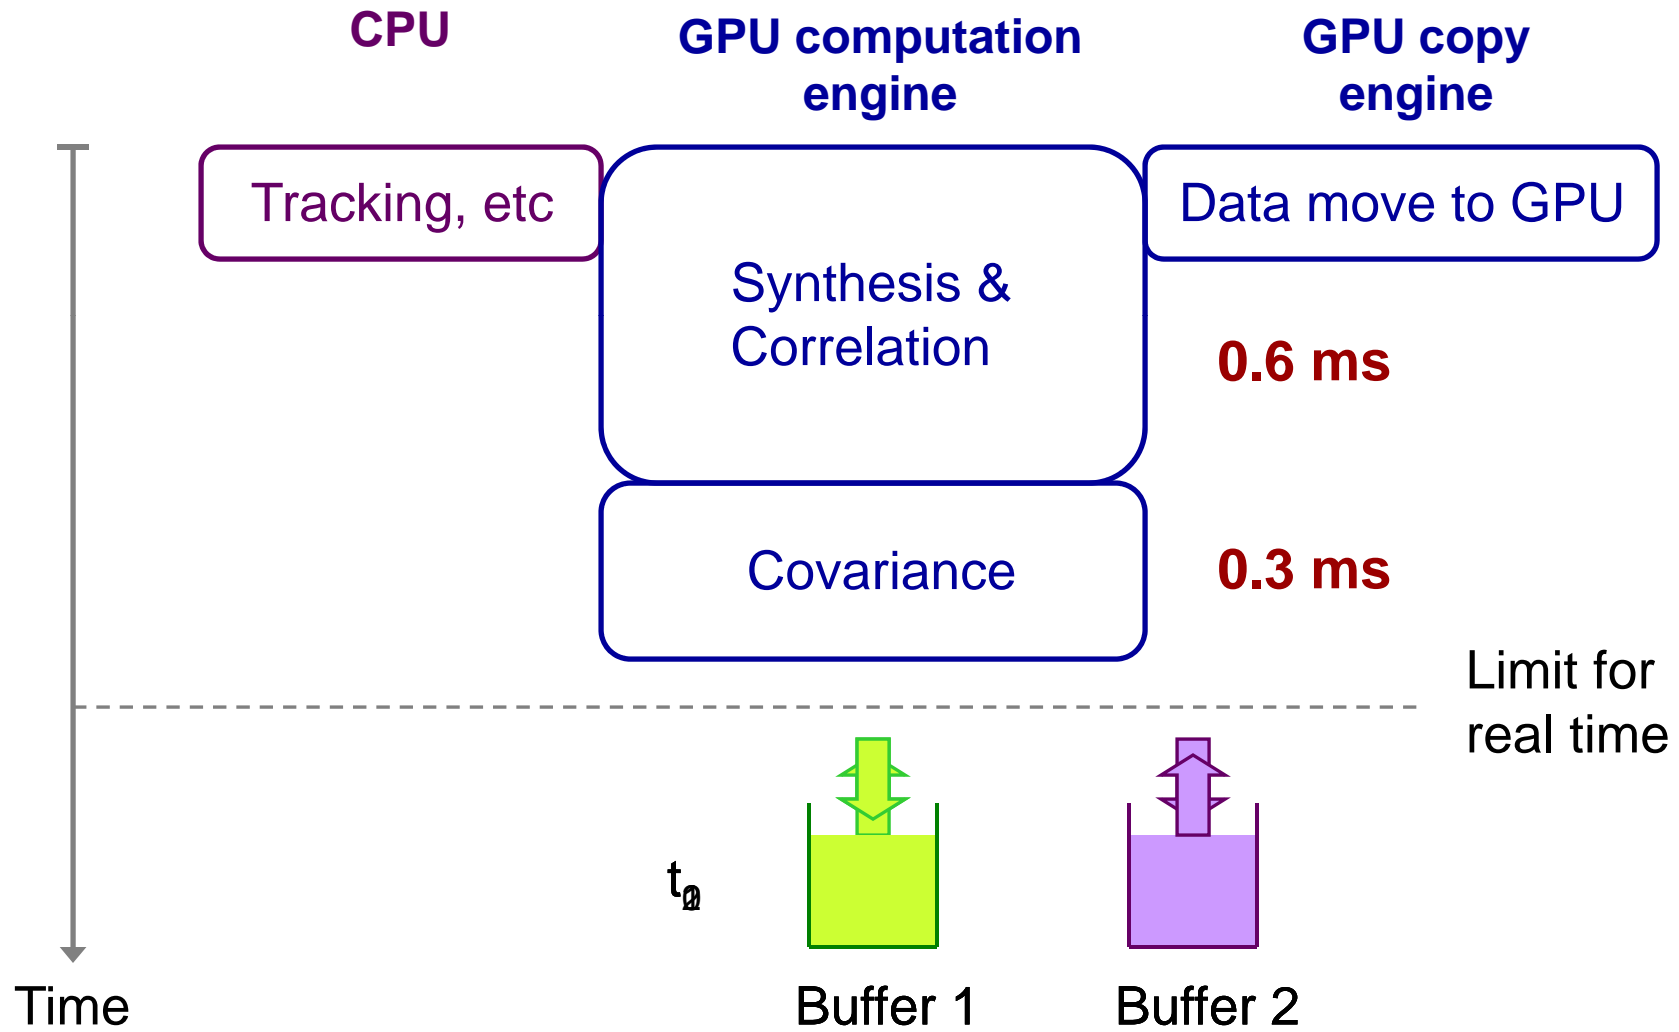 CPU
GPU computation
engine
GPU copy
engine
Tracking, etc
Synthesis &
Correlation
Data move to GPU
0.6 ms
Covariance
0.3 ms
Limit for
real time
t
Time
Buffer 1
Buffer 2